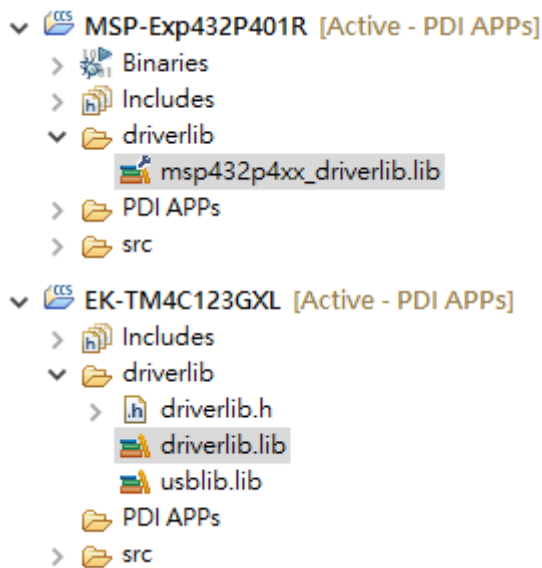 MSP-Exp432P401R [Active - PDI APPs]
Binaries
Includes
driverlib
msp432p4xx_driverlib.lib
PDI APPs
src
EK-TM4C123GXL [Active - PDI APPs]
Includes
driverlib
driverlib.h
driverlib.lib
usblib.lib
PDI APPs
src